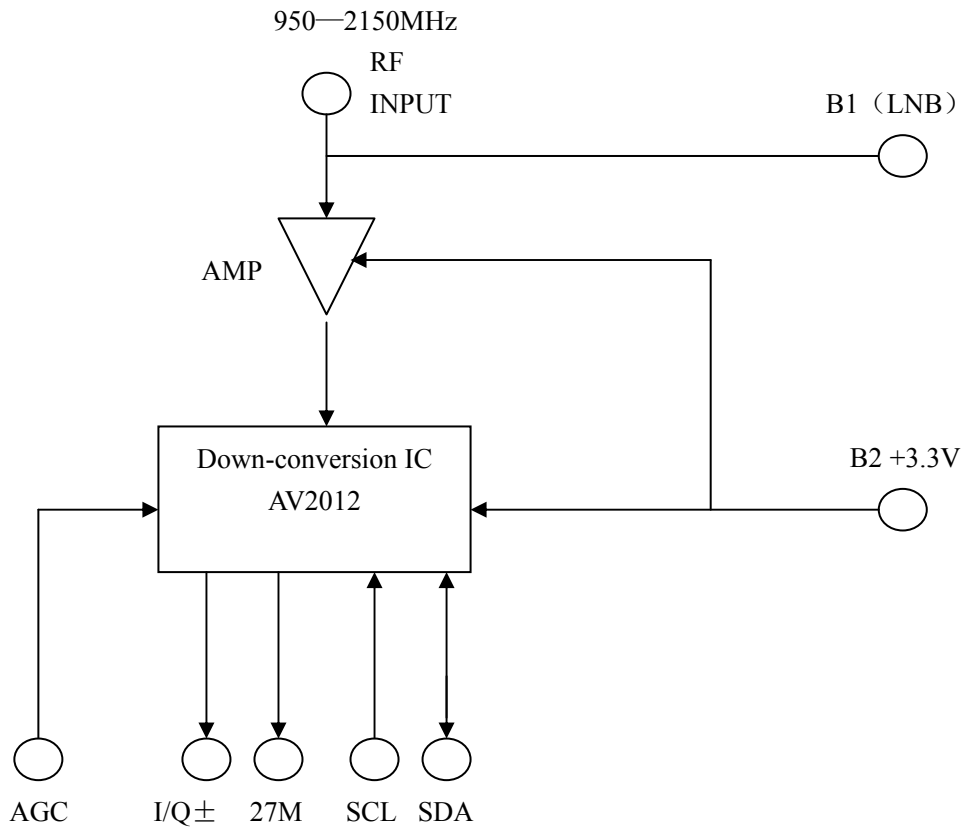 950—2150MHz
RF
INPUT
B1（LNB）
AMP
Down-conversion IC
AV2012
B2 +3.3V
AGC
I/Q±
27M
SCL
SDA